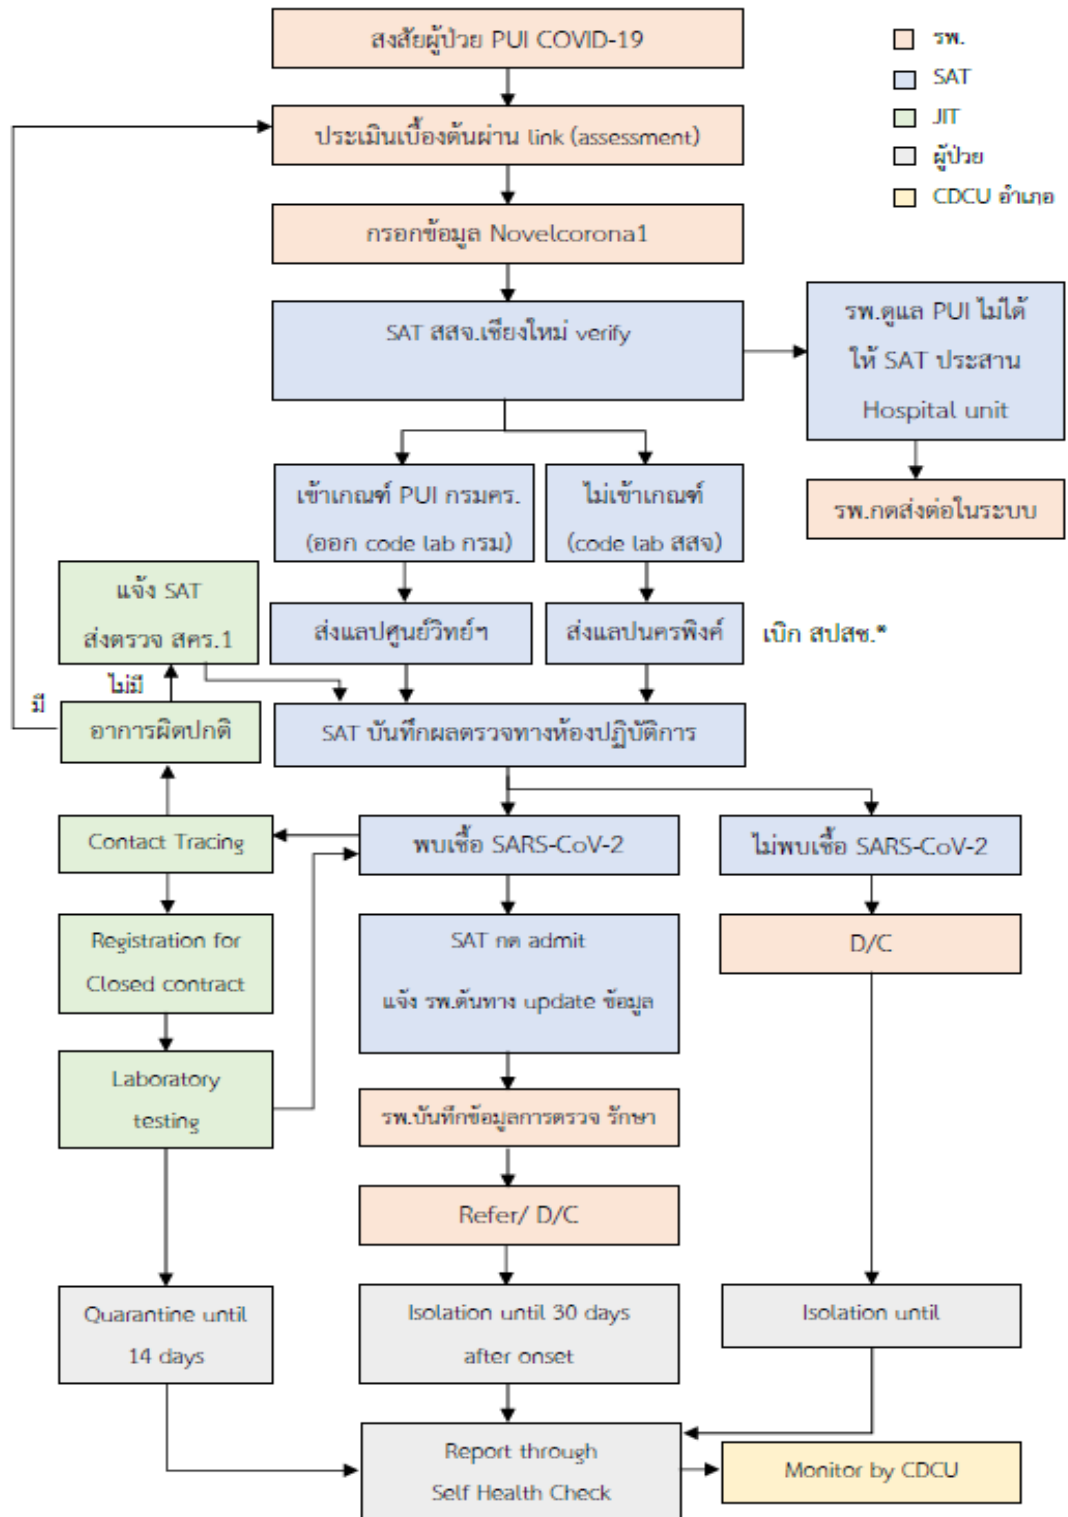 สงสัยผู้ป่วย PUI COVID-19
รพ.
SAT
JIT
ผู้ป่วย
CDCU อำเภอ
ประเมินเบื้องต้นผ่าน link (assessment)
กรอกข้อมูล Novelcorona1
SAT สสจ.เชียงใหม่ verify
รพ.ดูแล PUI ไม่ได้
ให้ SAT ประสาน
Hospital unit
รพ.กดส่งต่อในระบบ
เข้าเกณฑ์ PUI กรมคร.
(ออก code lab กรม)
ไม่เข้าเกณฑ์
(code lab สสจ)
แจ้ง SAT
ส่งตรวจ สคร.1
ส่งแลปศูนย์วิทย์ฯ
ส่งแลปนครพิงค์
เบิก สปสช.*
มี
ไม่มี
อาการผิดปกติ
SAT บันทึกผลตรวจทางห้องปฏิบัติการ
Contact Tracing
พบเชื้อ SARS-CoV-2
ไม่พบเชื้อ SARS-CoV-2
Registration for
Closed contract
SAT กด admit
แจ้ง รพ.ต้นทาง update ข้อมูล
D/C
Laboratory
testing
รพ.บันทึกข้อมูลการตรวจ รักษา
Refer/ D/C
Quarantine until
14 days
Isolation until 30 days
after onset
Isolation until
Report through
Self Health Check
Monitor by CDCU